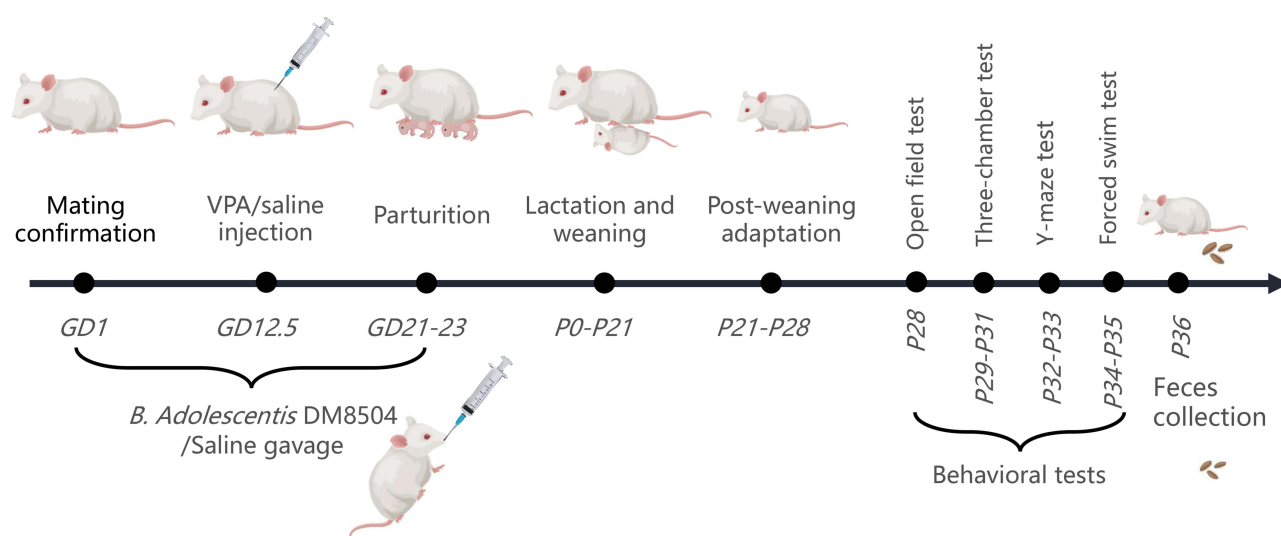 Mating
confirmation
VPA/saline
injection
Parturition
Lactation and
weaning
Post-weaning
adaptation
Open field test
Three-chamber test
Y-maze test
Forced swim test
GD1
GD12.5
GD21-23
P0-P21
P21-P28
P28
P29-P31
P32-P33
P34-P35
P36
B. Adolescentis DM8504
/Saline gavage
Behavioral tests
Feces
collection